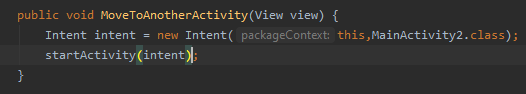 public void MoveToAnotherActivity(View view) {
Intent intent = new Intent( packageContext: this,MainActivity2.class);
startActivity(intent);
}